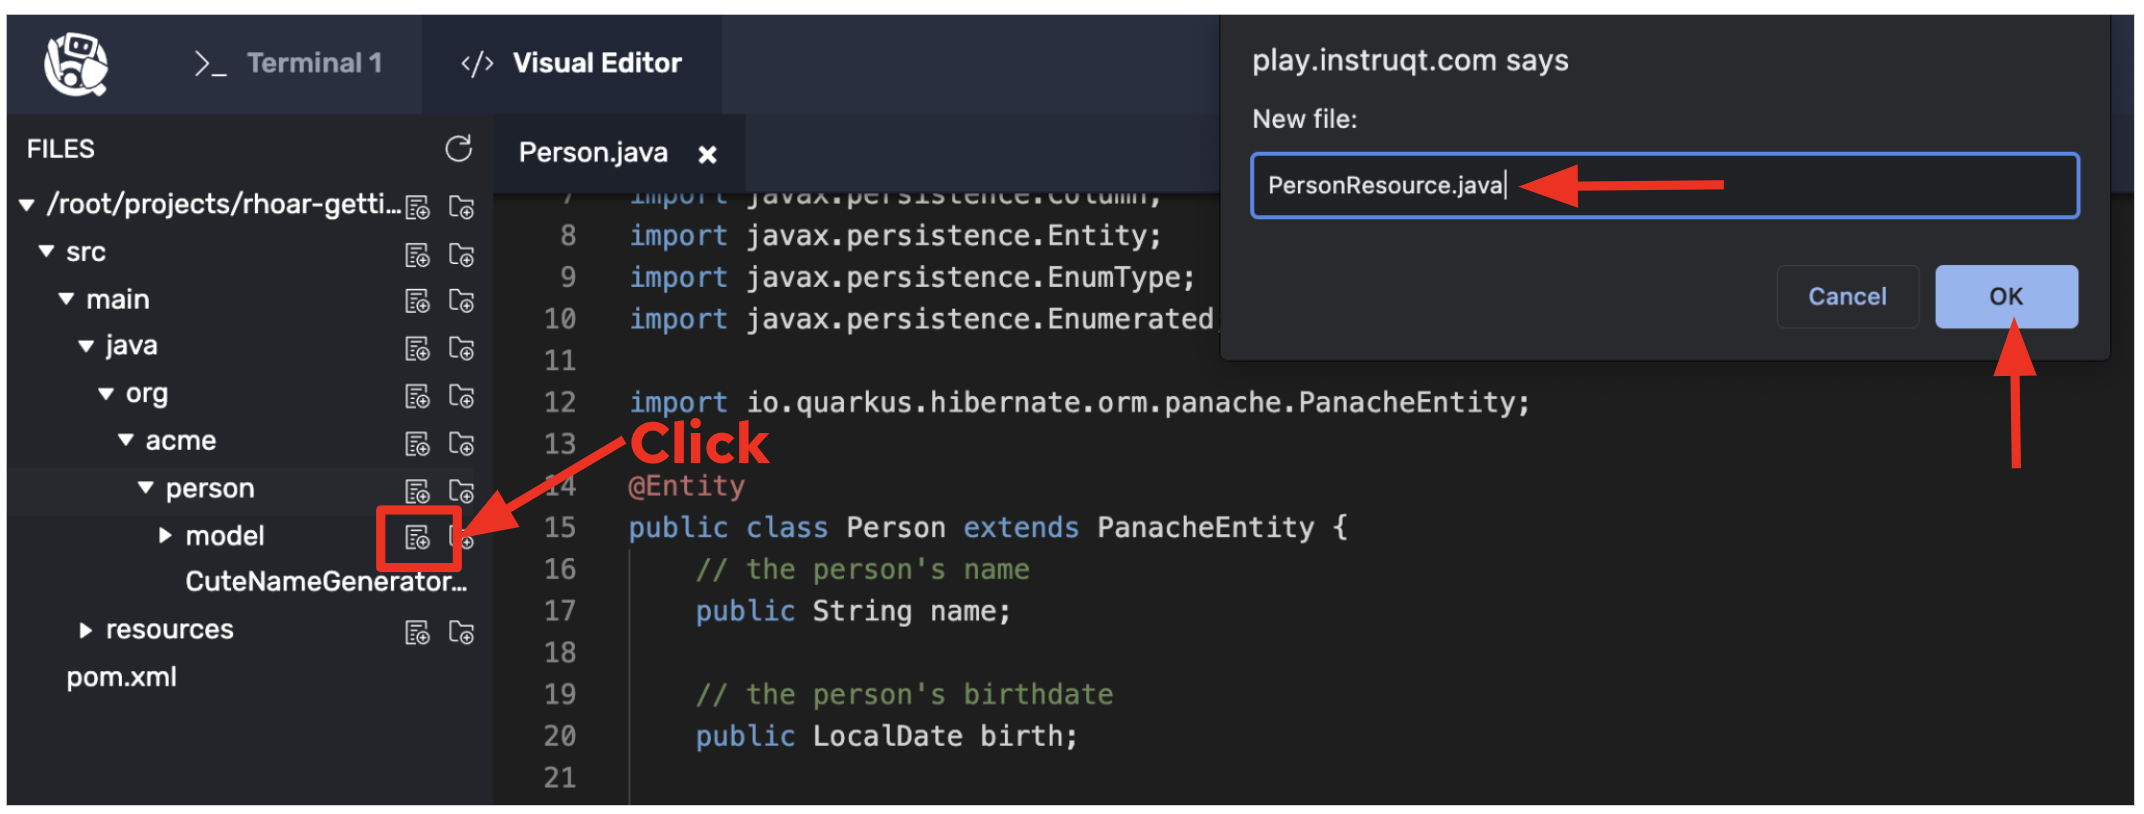 >_ Terminal 1
</> Visual Editor
play.instruqt.com says
New file:
PersonResource.java
Cancel
OK
FILES
/root/projects/rhoar-getti...
src
main
java
org
acme
person
model
CuteNameGenerator...
resources
pom.xml
Person.java ×
7 import javax.persistence.Column;
8 import javax.persistence.Entity;
9 import javax.persistence.EnumType;
10 import javax.persistence.Enumerated;
11
12 import io.quarkus.hibernate.orm.panache.PanacheEntity;
13
Click
14 @Entity
15 public class Person extends PanacheEntity {
16 // the person's name
17 public String name;
18
19 // the person's birthdate
20 public LocalDate birth;
21